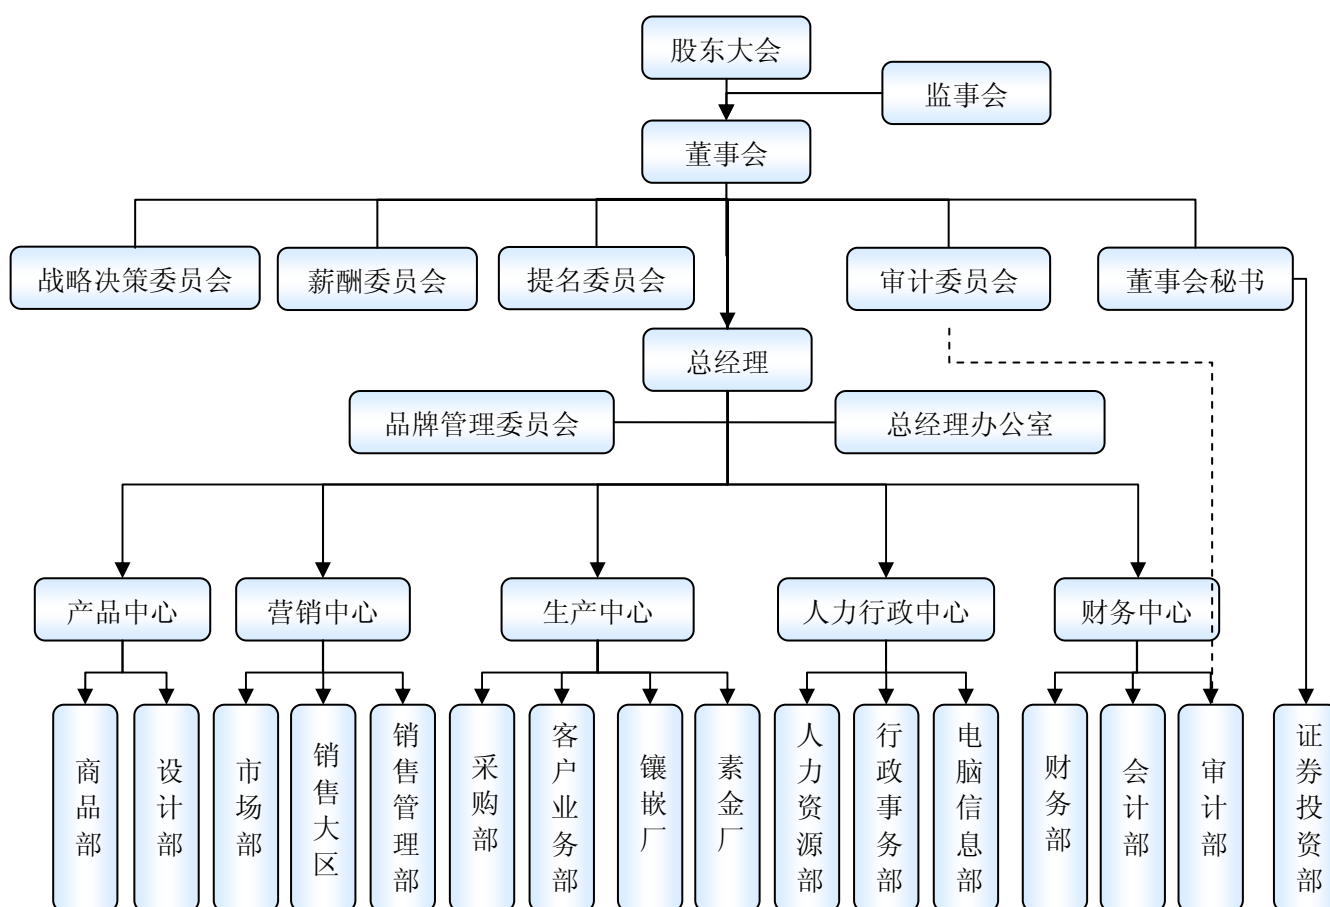 股东大会
监事会
董事会
战略决策委员会
薪酬委员会
提名委员会
审计委员会
董事会秘书
总经理
品牌管理委员会
总经理办公室
产品中心
营销中心
生产中心
人力行政中心
财务中心
商品部
设计部
市场部
销售大区
销售管理部
采购部
客户业务部
镶嵌厂
素金厂
人力资源部
行政事务部
电脑信息部
财务部
会计部
审计部
证券投资部